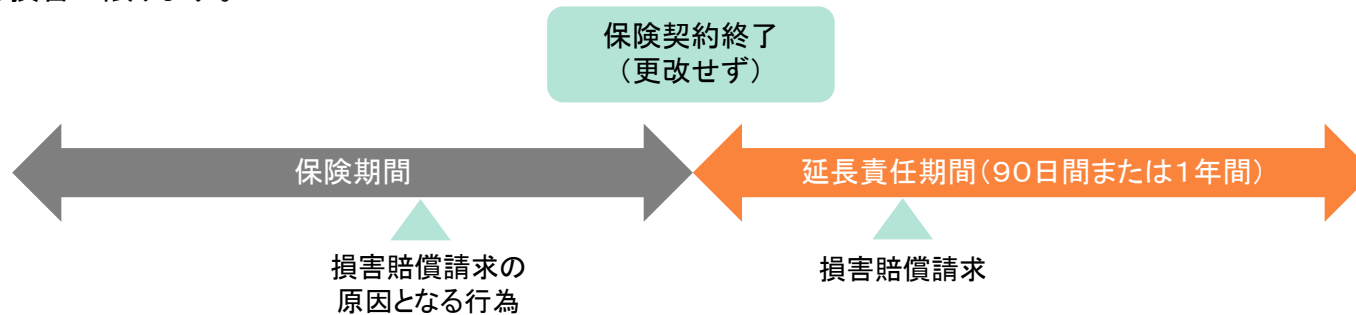 保険契約終了
（更改せず）
保険期間
延長責任期間（９０日間または１年間）
損害賠償請求の
原因となる行為
損害賠償請求